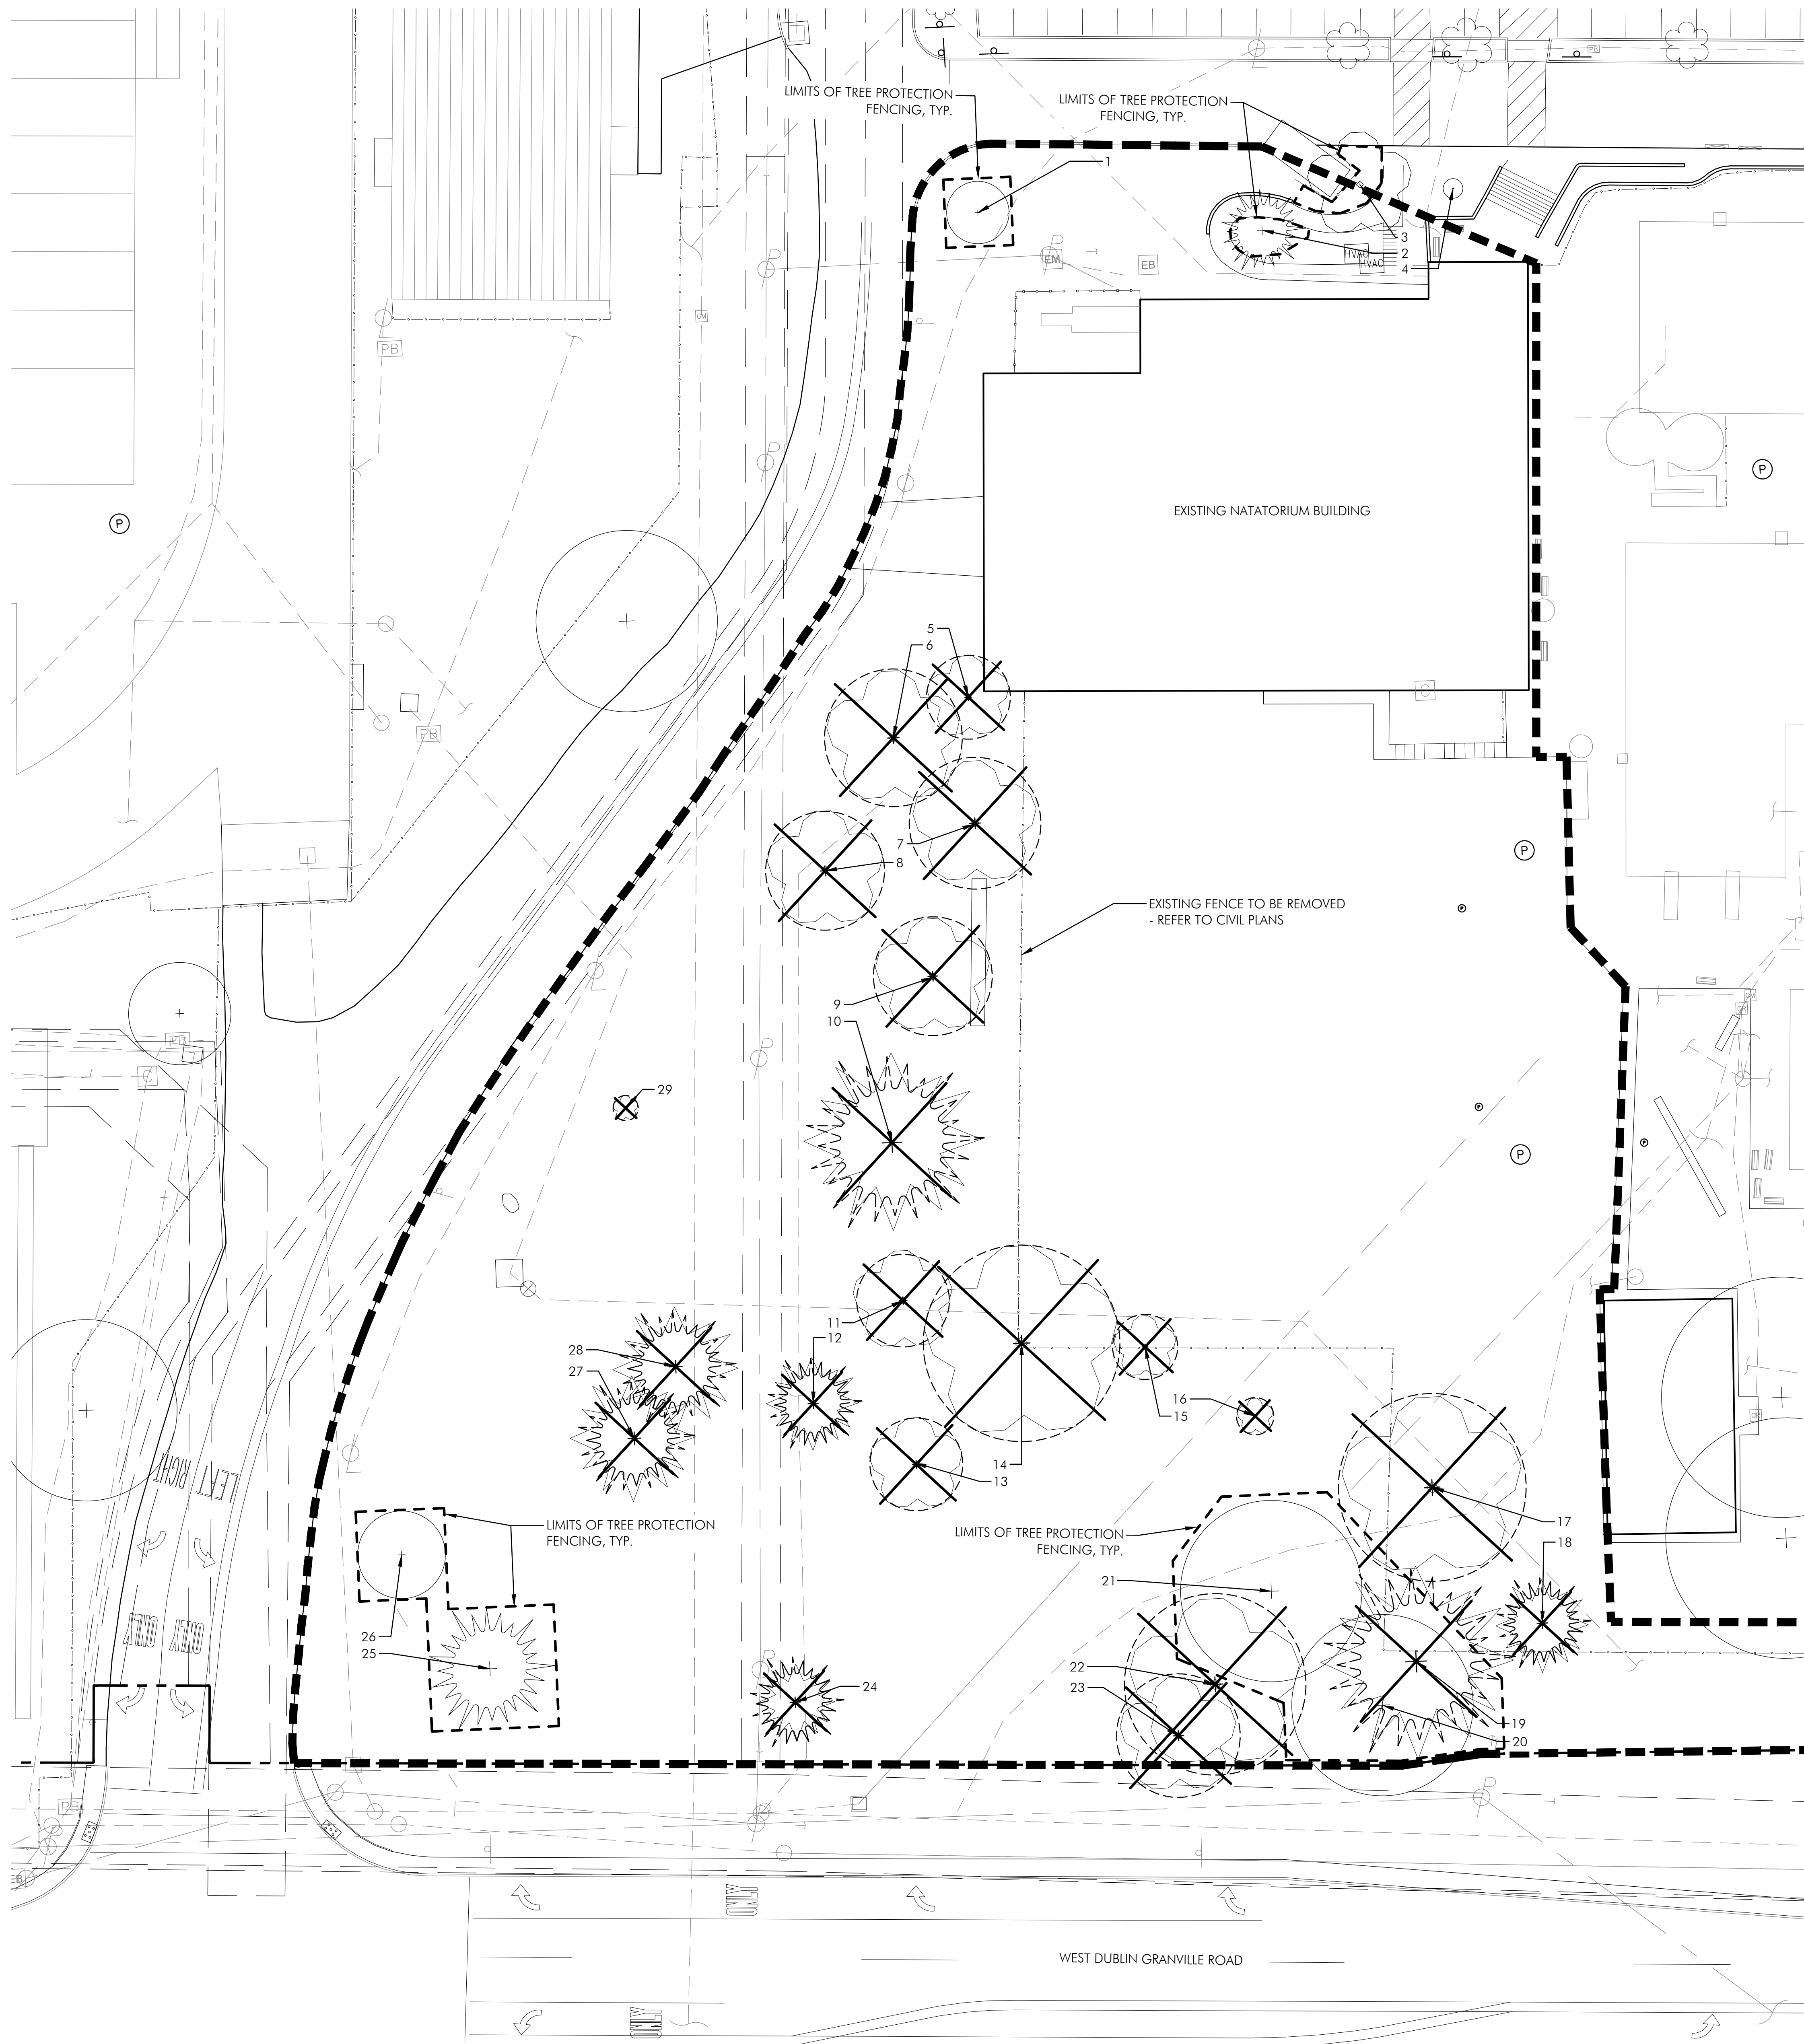 LIMITS OF TREE PROTECTION
FENCING, TYP.
LIMITS OF TREE PROTECTION
FENCING, TYP.
1
3
2
4
HVAC
HVAC
EM
EB
GM
PB
PB
P
P
EXISTING NATATORIUM BUILDING
C
5
6
7
8
P
EXISTING FENCE TO BE REMOVED
- REFER TO CIVIL PLANS
P
9
10
PB
C
29
P
P
P
11
12
28
27
16
15
14
13
RIGHT
LEFT
LIMITS OF TREE PROTECTION
FENCING, TYP.
LIMITS OF TREE PROTECTION
FENCING, TYP.
17
18
21
ONLY
ONLY
26
25
22
23
24
19
20
PB
ONLY
WEST DUBLIN GRANVILLE ROAD
ONLY